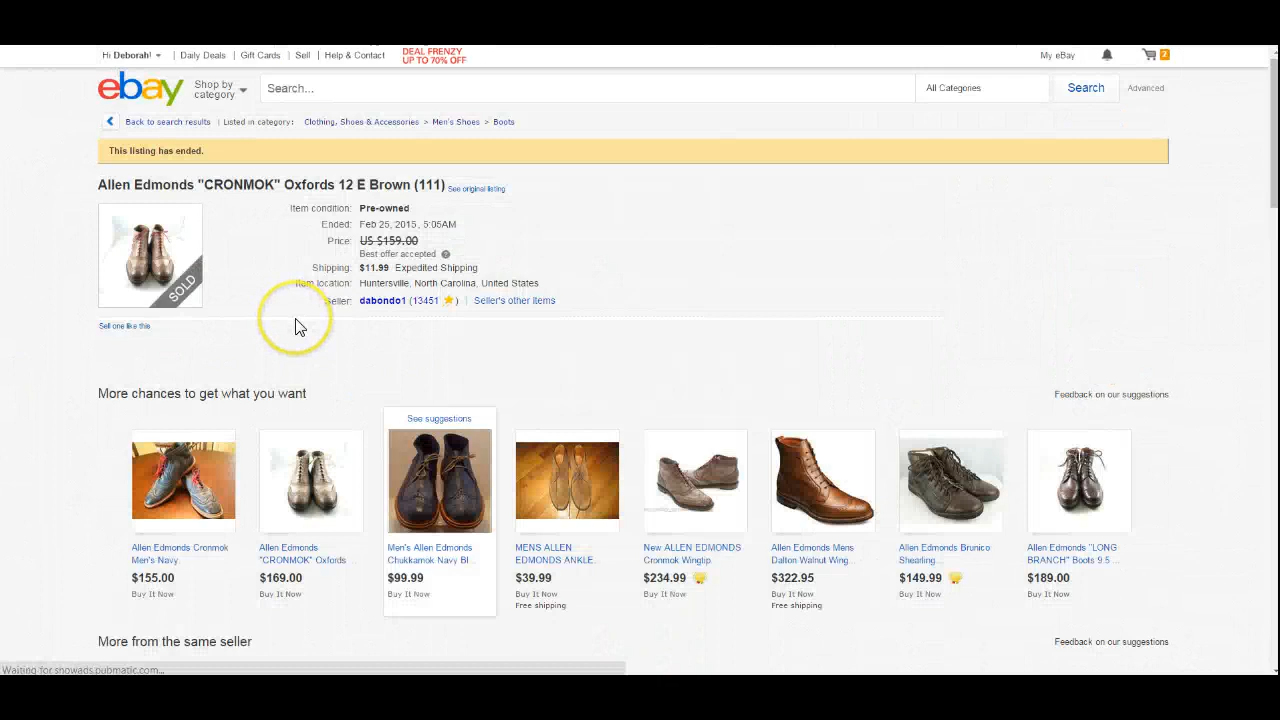 Hi Deborah! | Daily Deals | Gift Cards | Sell | Help & Contact
DEAL FRENZY
UP TO 70% OFF
My eBay
2
ebay
Shop by
category
Search...
All Categories
Search
Advanced
Back to search results | Listed in category: Clothing, Shoes & Accessories > Men's Shoes > Boots
This listing has ended.
Allen Edmonds "CRONMOK" Oxfords 12 E Brown (111) See original listing
SOLD
Item condition: Pre-owned
Ended: Feb 25, 2015, 5:05AM
Price: US $159.00
Best offer accepted
Shipping: $11.99 Expedited Shipping
Item location: Huntersville, North Carolina, United States
Seller: dabondo1 (13451 ) | Seller's other items
Sell one like this
More chances to get what you want
Feedback on our suggestions
See suggestions
Allen Edmonds Cronmok
Men's Navy.
$155.00
Buy It Now
Allen Edmonds
"CRONMOK" Oxfords ...
$169.00
Buy It Now
Men's Allen Edmonds
Chukkamok Navy Bl...
$99.99
Buy It Now
MENS ALLEN
EDMONDS ANKLE.
$39.99
Buy It Now
Free shipping
New ALLEN EDMONDS
Cronmok Wingtip.
$234.99
Buy It Now
Allen Edmonds Mens
Dalton Walnut Wing...
$322.95
Buy It Now
Free shipping
Allen Edmonds Brunico
Shearling...
$149.99
Buy It Now
Allen Edmonds "LONG
BRANCH" Boots 9.5 ...
$189.00
Buy It Now
More from the same seller
Feedback on our suggestions
Waiting for showads.pubmatic.com...